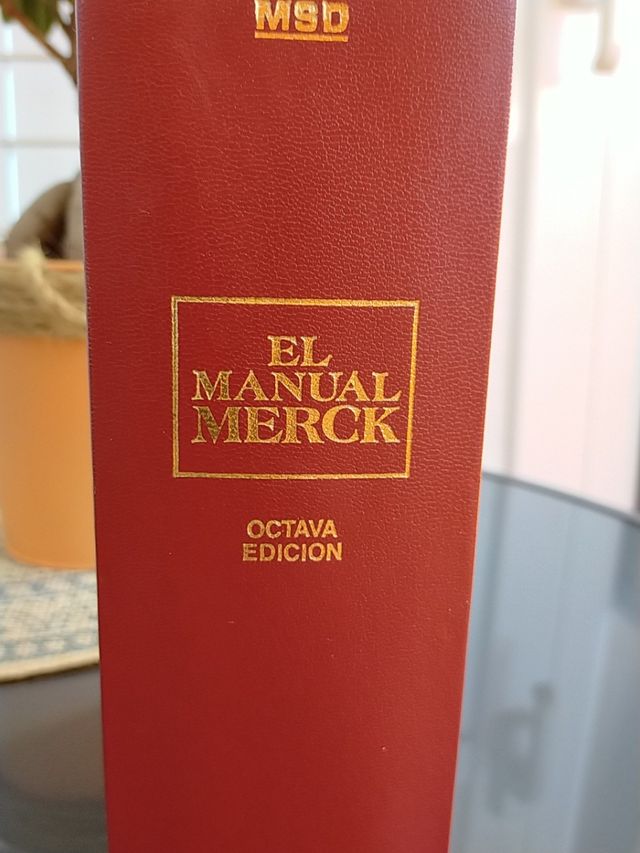 MSD
EL
MANUAL
MERCK
OCTAVA
EDICION